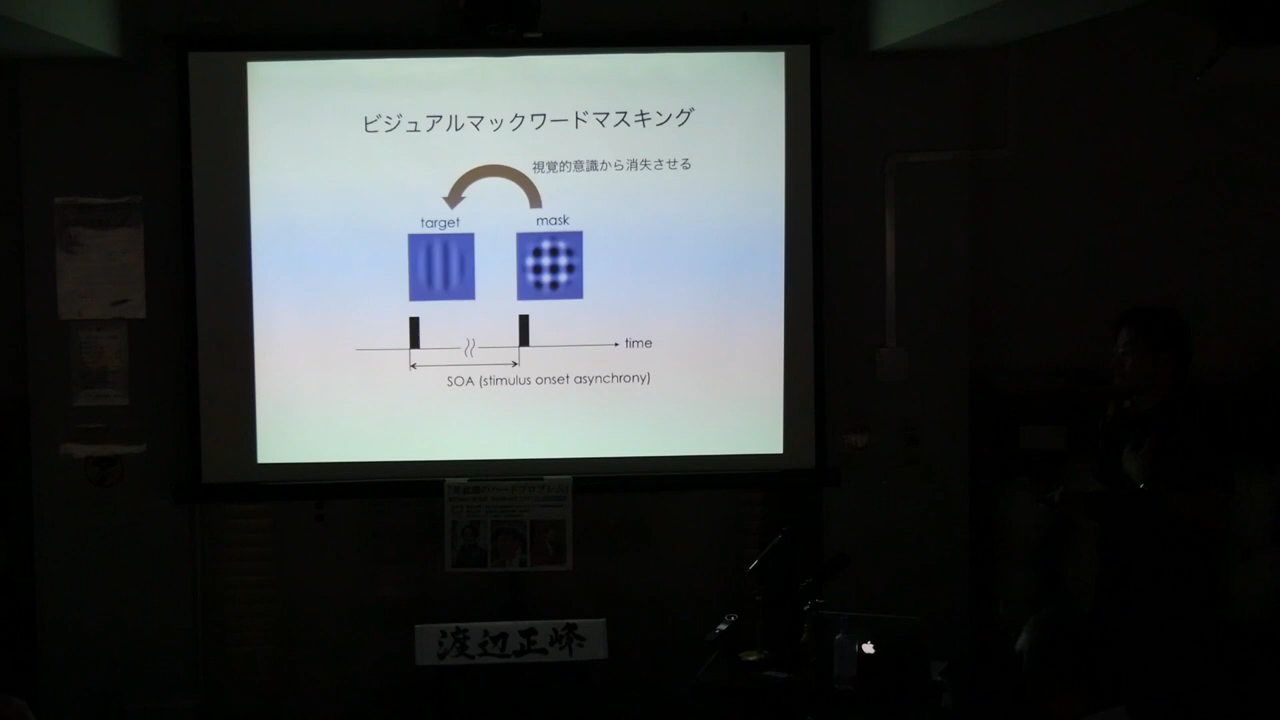 ビジュアルマックワードマスキング
視覚的意識から消失させる
target
mask
time
SOA (stimulus onset asynchrony)
渡辺正峰